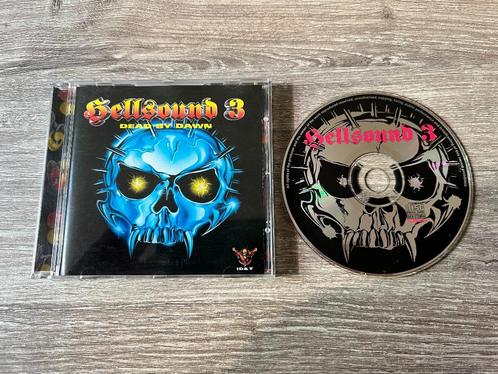 Hellsound 3
DEAD BY DAWN
ID&T
Hellsound 3